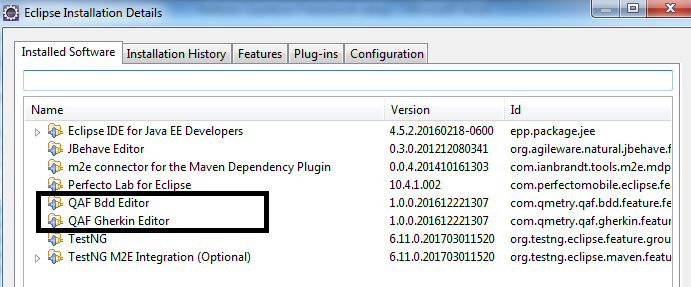 Eclipse Installation Details
Installed Software Installation History Features Plug-ins Configuration
Name Version Id
Eclipse IDE for Java EE Developers 4.5.2.20160218-0600 epp.package.jee
JBehave Editor 0.3.0.201212080341 org.agileware.natural.jbehave.f
m2e connector for the Maven Dependency Plugin 0.0.4.201410161303 com.ianbrandt.tools.m2e.mdp
Perfecto Lab for Eclipse 10.4.1.002 com.perfectomobile.eclipse.fe
QAF Bdd Editor 1.0.0.201612221307 com.qmetry.qaf.bdd.feature.fe
QAF Gherkin Editor 1.0.0.201612221307 com.qmetry.qaf.gherkin.featur
TestNG 6.11.0.201703011520 org.testng.eclipse.feature.grou
TestNG M2E Integration (Optional) 6.11.0.201703011520 org.testng.eclipse.maven.featu